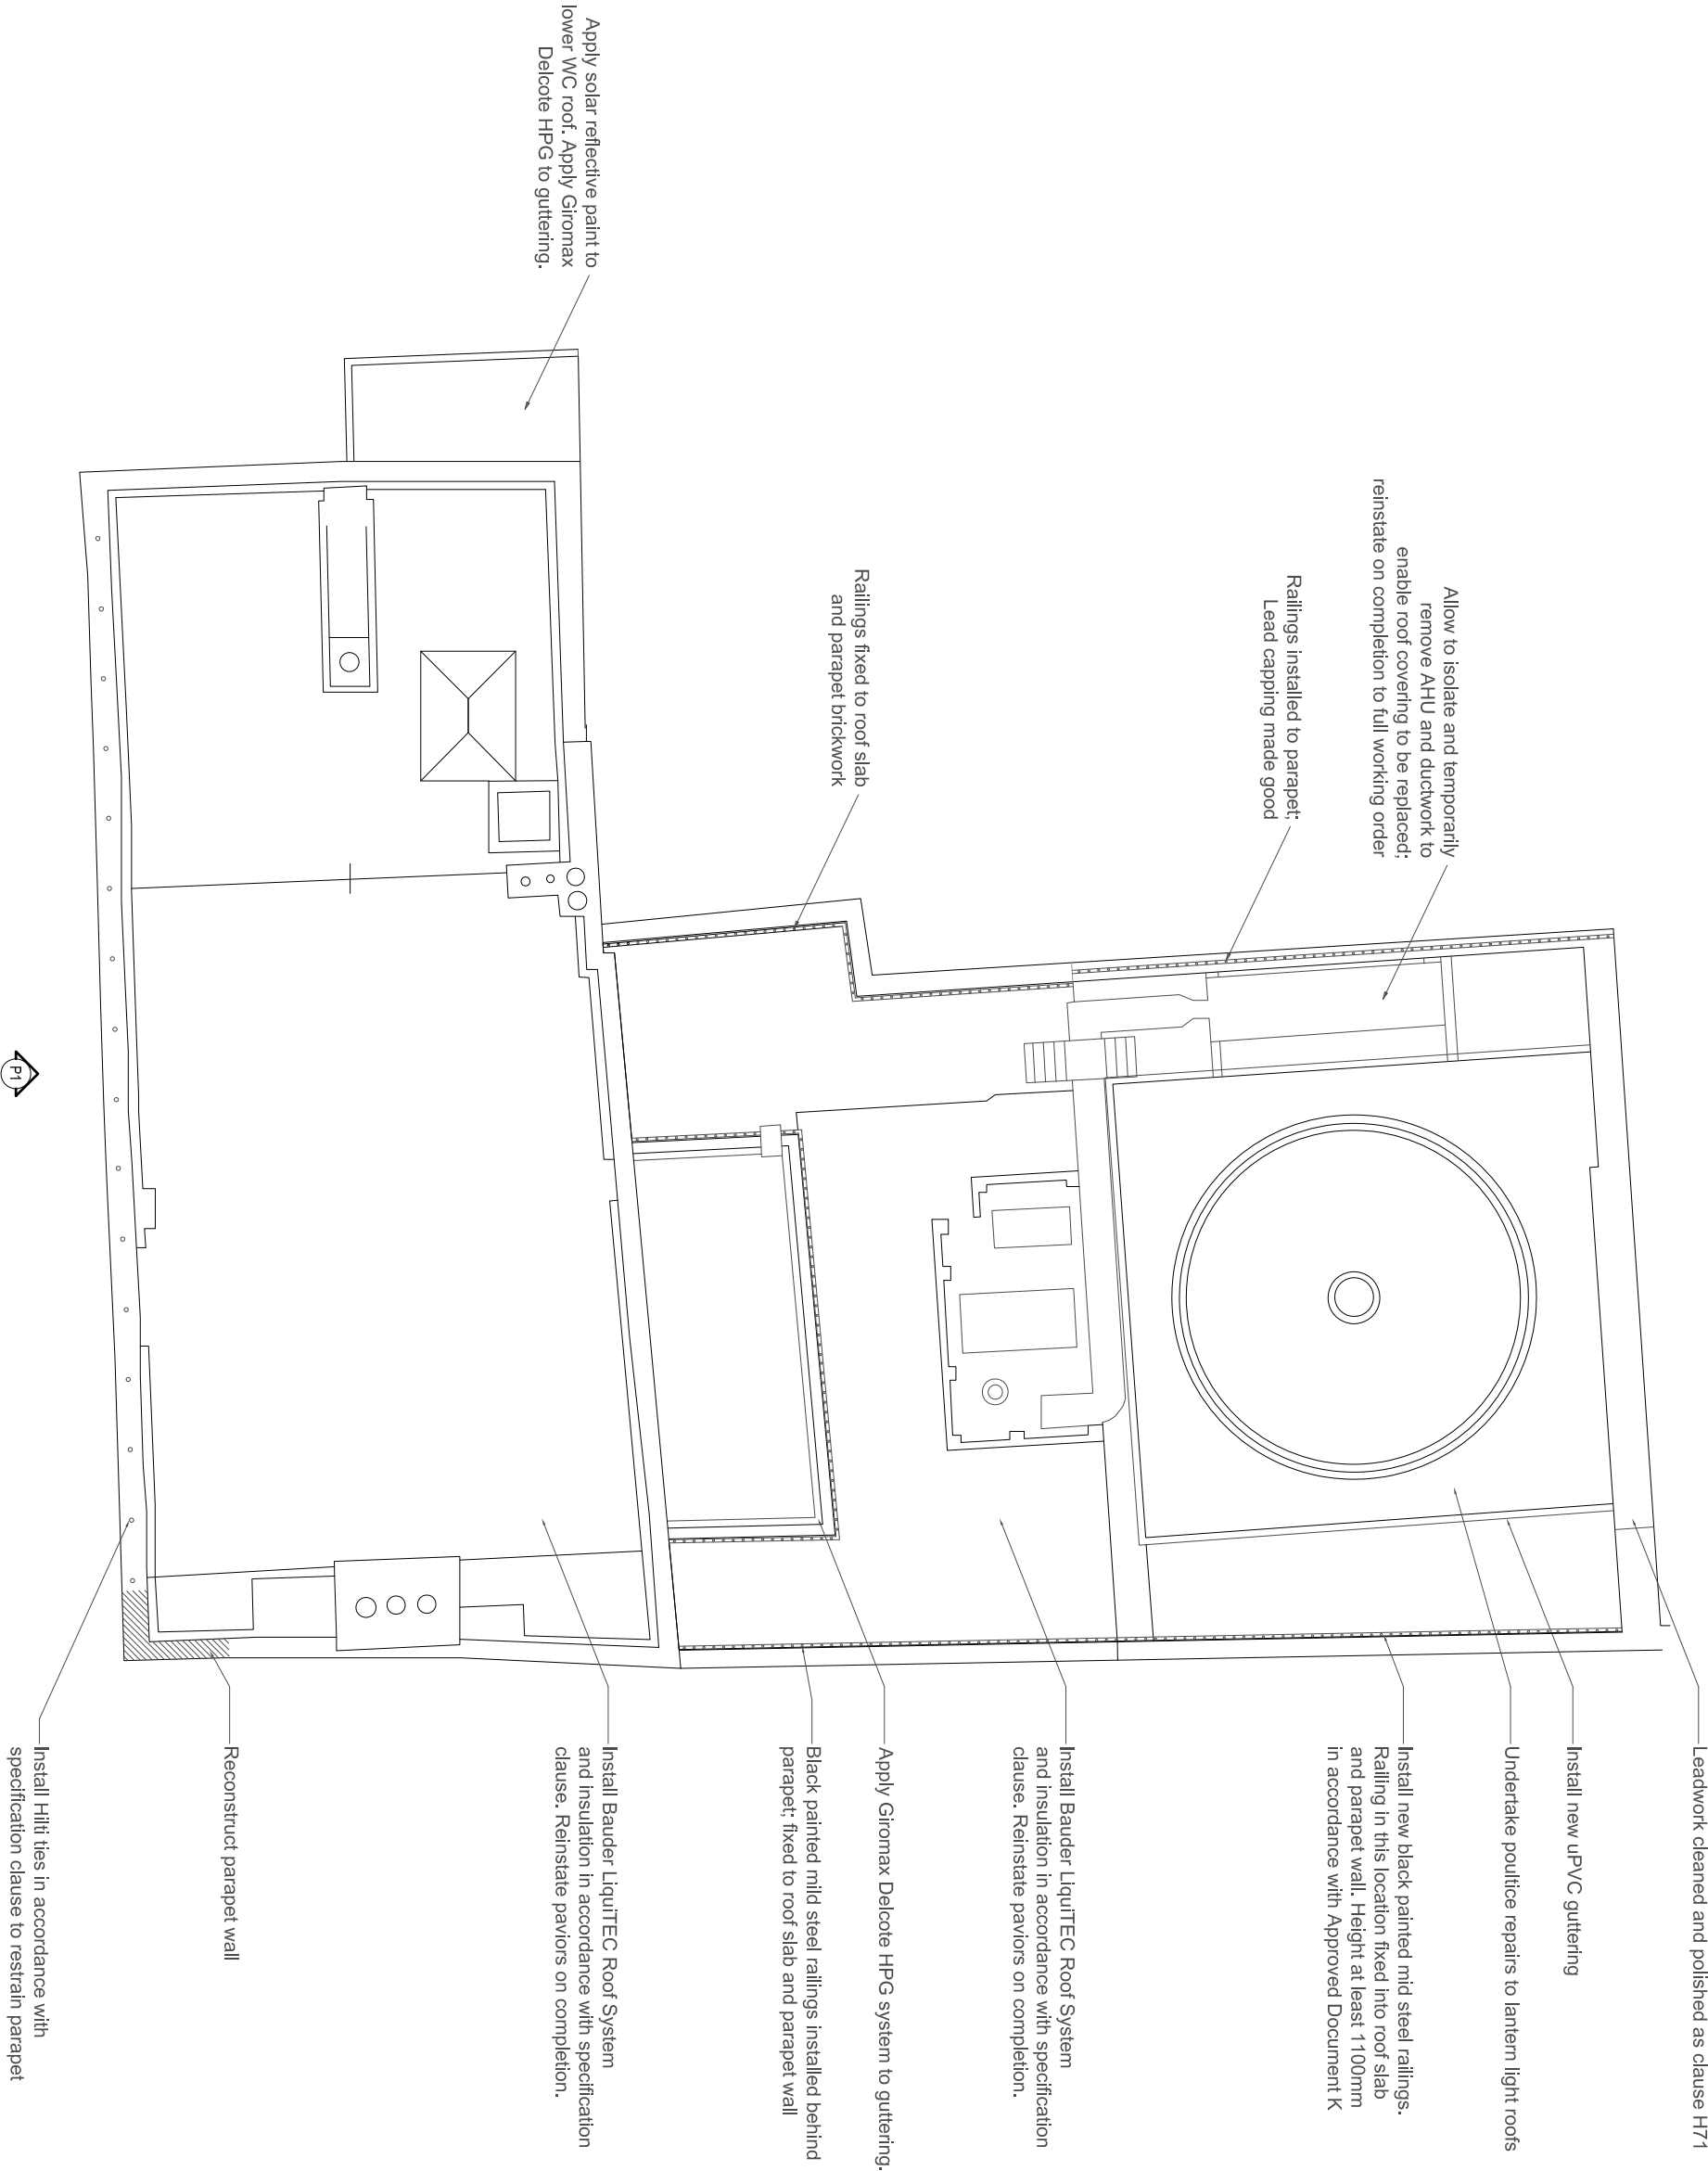 Apply solar reflective paint to
lower WC roof. Apply Giromax
Delcote HPG to guttering.
Railings fixed to roof slab
and parapet brickwork
Railings installed to parapet;
Lead capping made good
Allow to isolate and temporarily
remove AHU and ductwork to
enable roof covering to be replaced;
reinstate on completion to full working order
Leadwork cleaned and polished as clause H71
Install new uPVC guttering
Undertake poultice repairs to lantern light roofs
Install new black painted mid steel railings.
Railing in this location fixed into roof slab
and parapet wall. Height at least 1100mm
in accordance with Approved Document K
Install Bauder LiquiTEC Roof System
and insulation in accordance with specification
clause. Reinstate paviors on completion.
Apply Giromax Delcote HPG system to guttering.
Black painted mild steel railings installed behind
parapet; fixed to roof slab and parapet wall
Install Bauder LiquiTEC Roof System
and insulation in accordance with specification
clause. Reinstate paviors on completion.
Reconstruct parapet wall
Install Hilti ties in accordance with
specification clause to restrain parapet
P1